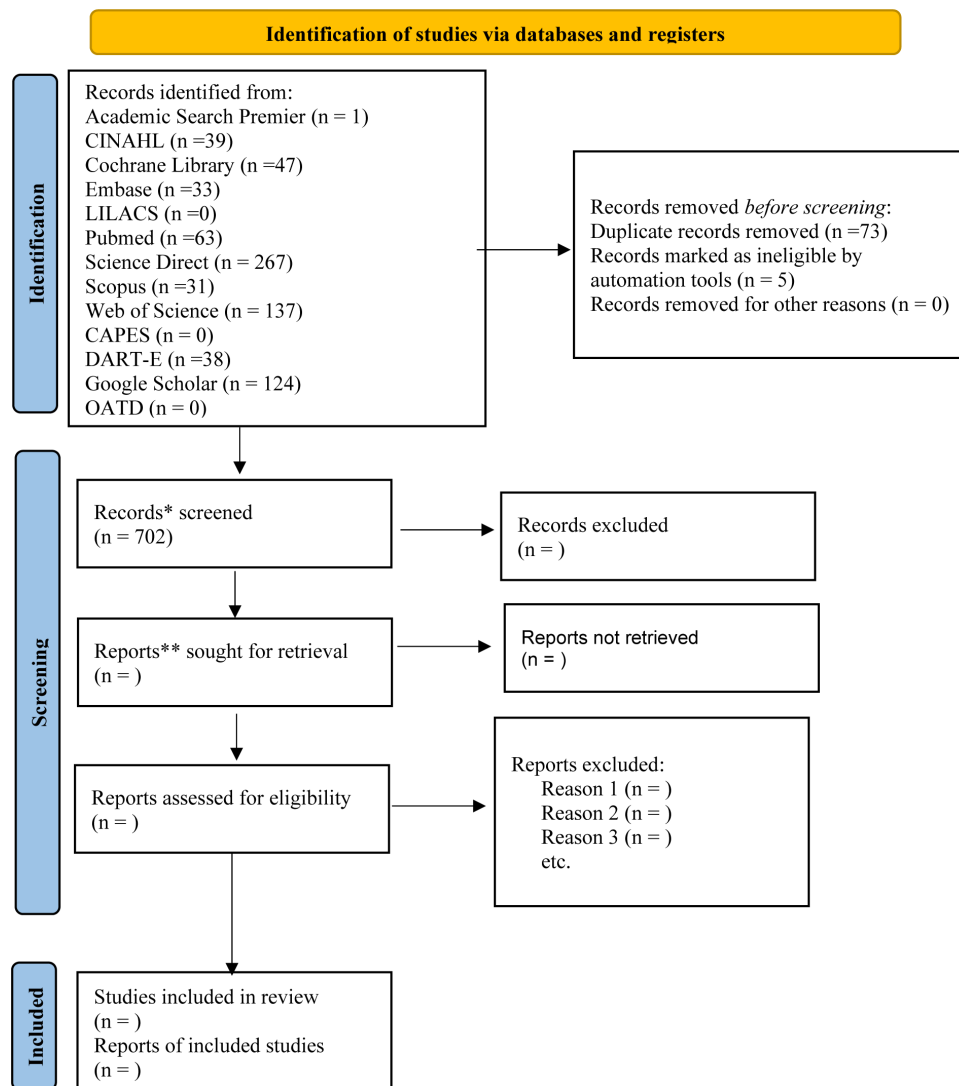 Identification of studies via databases and registers
Identification
Records identified from:
Academic Search Premier (n = 1)
CINAHL (n =39)
Cochrane Library (n =47)
Embase (n =33)
LILACS (n =0)
Pubmed (n =63)
Science Direct (n = 267)
Scopus (n =31)
Web of Science (n = 137)
CAPES (n = 0)
DART-E (n =38)
Google Scholar (n = 124)
OATD (n = 0)
Records removed before screening:
Duplicate records removed (n =73)
Records marked as ineligible by
automation tools (n = 5)
Records removed for other reasons (n = 0)
Screening
Records* screened
(n = 702)
Records excluded
(n = )
Reports** sought for retrieval
(n = )
Reports not retrieved
(n = )
Reports assessed for eligibility
(n = )
Reports excluded:
Reason 1 (n = )
Reason 2 (n = )
Reason 3 (n = )
etc.
Included
Studies included in review
(n = )
Reports of included studies
(n = )